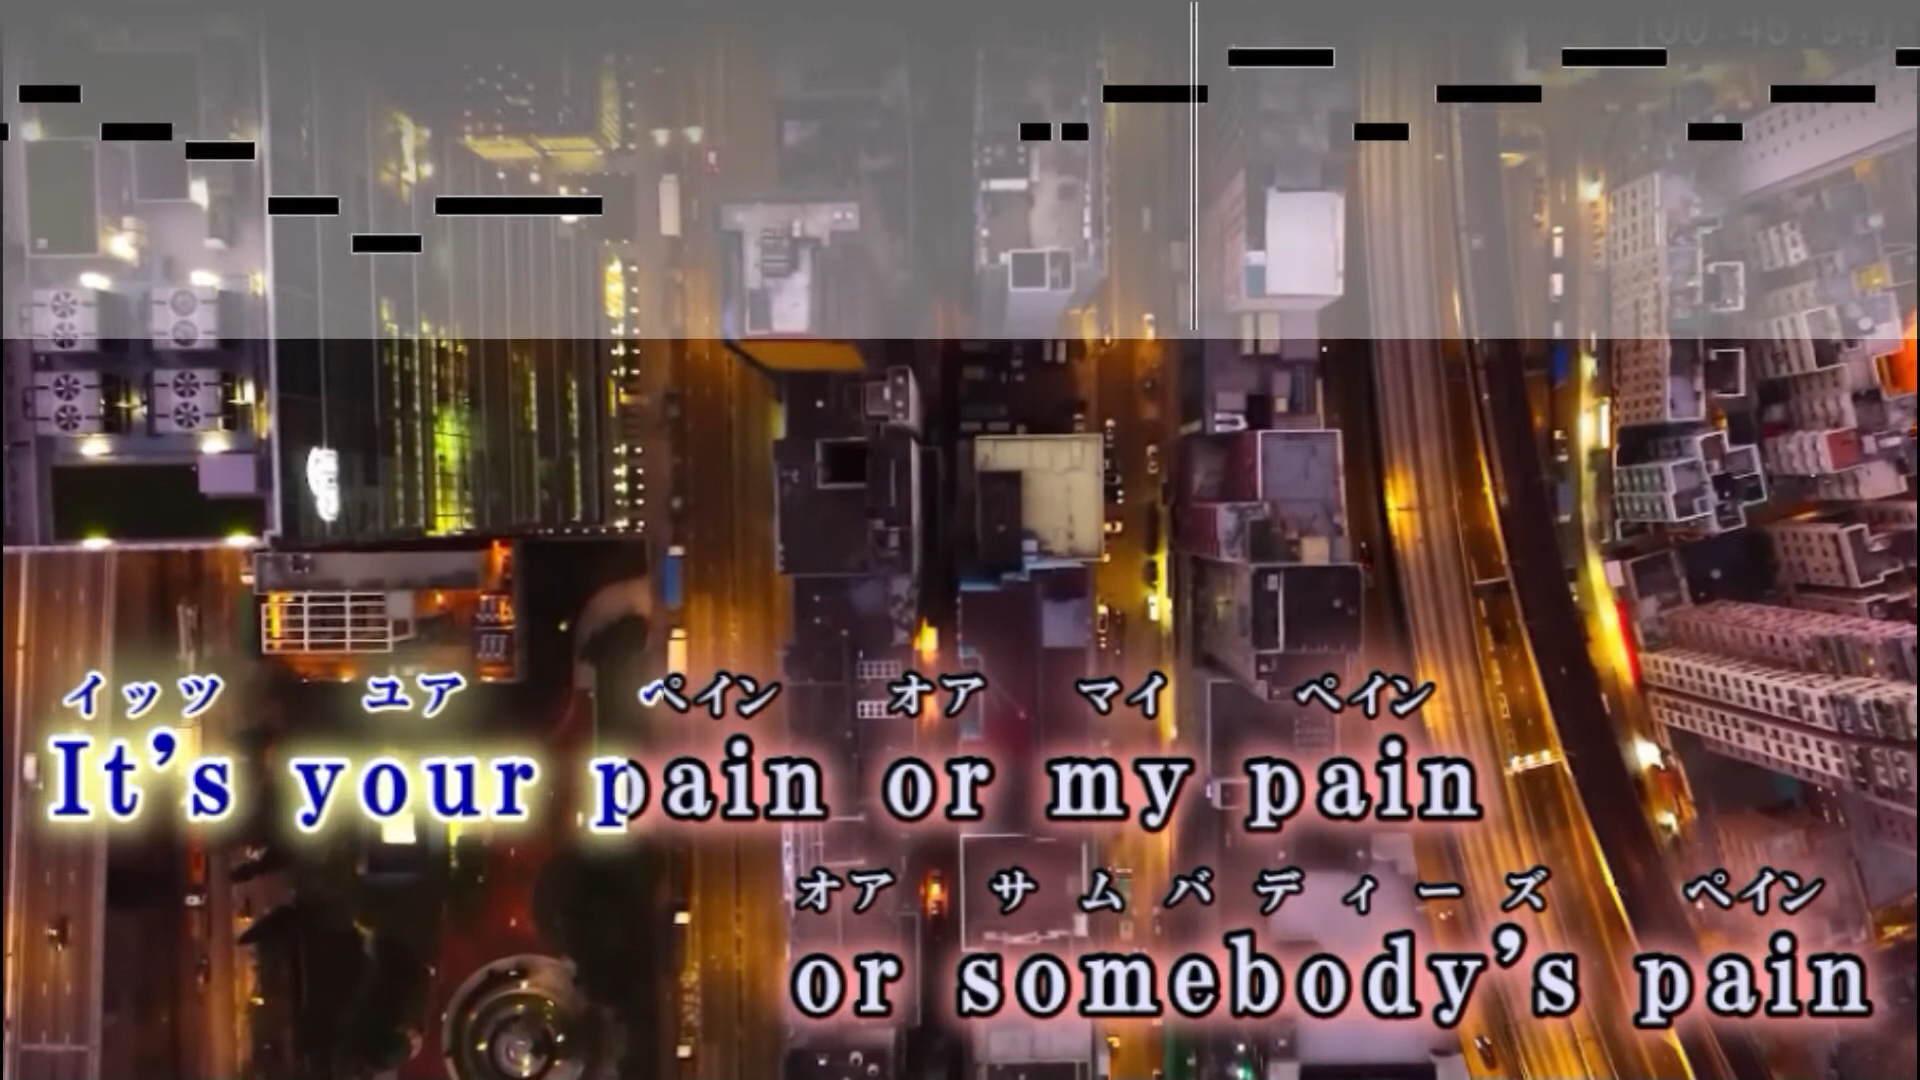 イッツ ユア ペイン オア マイ ペイン
It’s your pain or my pain
オア サムバディーズ ペイン
or somebody’s pain